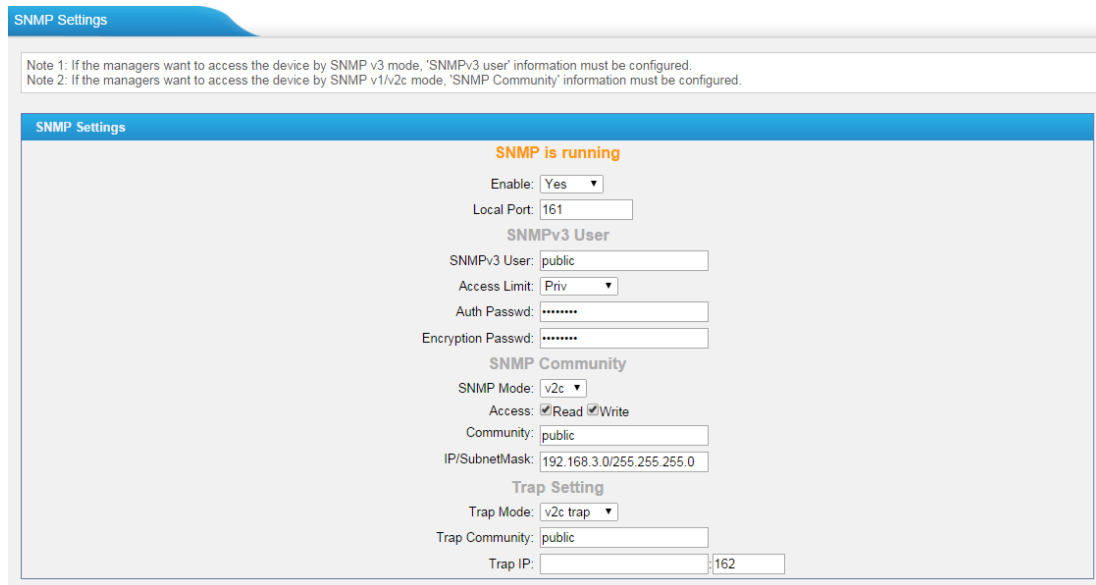 SNMP Settings
Note 1: If the managers want to access the device by SNMP v3 mode, 'SNMPv3 user' information must be configured.
Note 2: If the managers want to access the device by SNMP v1/v2c mode, 'SNMP Community' information must be configured.
SNMP Settings
SNMP is running
Enable: Yes
Local Port: 161
SNMPv3 User
SNMPv3 User: public
Access Limit: Priv
Auth Passwd: ••••••••
Encryption Passwd: ••••••••
SNMP Community
SNMP Mode: v2c
Access: Read Write
Community: public
IP/SubnetMask: 192.168.3.0/255.255.255.0
Trap Setting
Trap Mode: v2c trap
Trap Community: public
Trap IP: :162